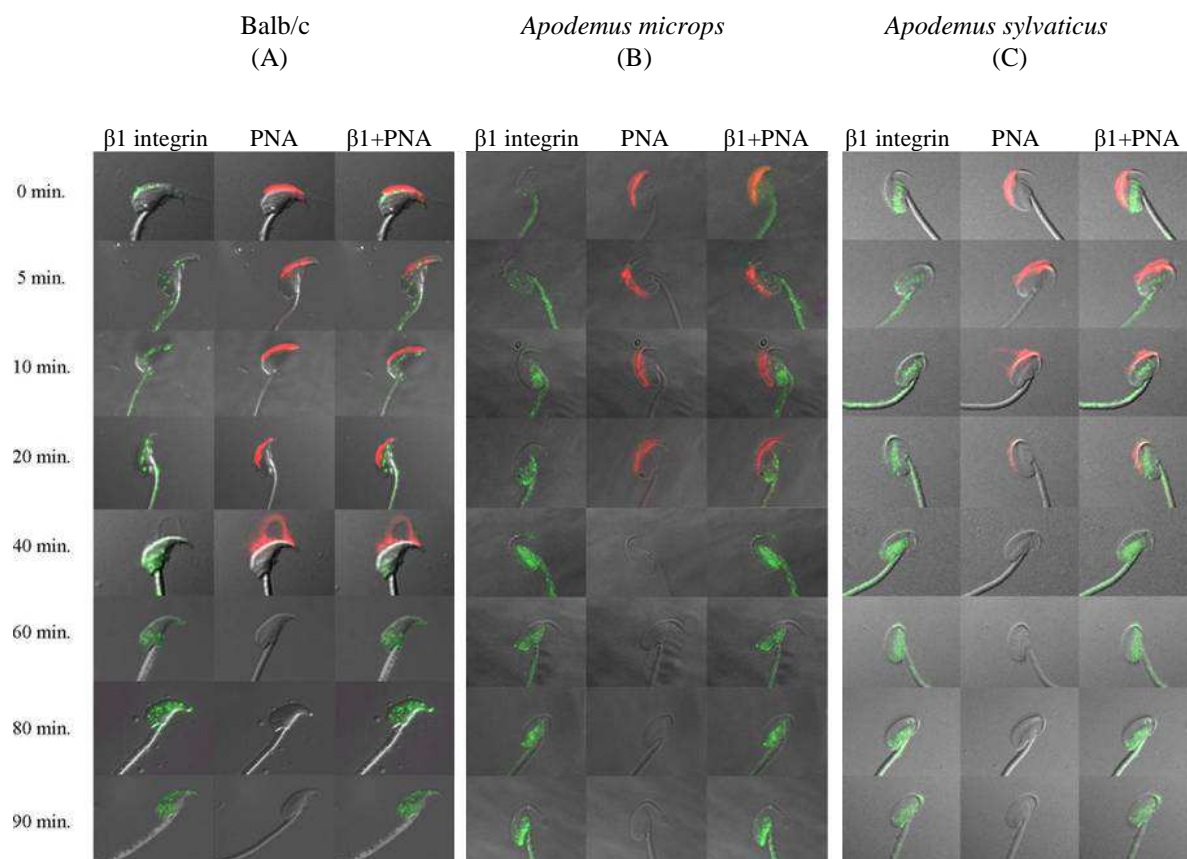 Balb/c
(A)
Apodemus microps
(B)
Apodemus sylvaticus
(C)
β1 integrin PNA β1+PNA
β1 integrin PNA β1+PNA
β1 integrin PNA β1+PNA
0 min.
5 min.
10 min.
20 min.
40 min.
60 min.
80 min.
90 min.